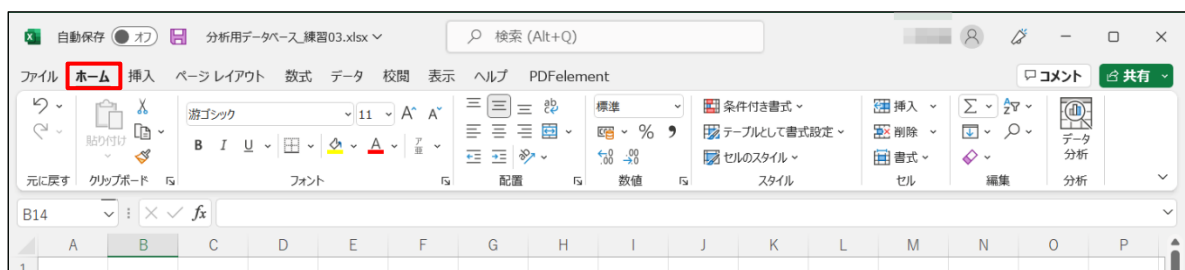 自動保存 オフ 分析用データベース_練習03.xlsx 検索 (Alt+Q)
ファイル ホーム 挿入 ページ レイアウト 数式 データ 校閲 表示 ヘルプ PDFelement コメント 共有
游ゴシック 11 A A ab 標準 条件付き書式 挿入 Σ
貼り付け % テーブルとして書式設定 削除 データ
B I U A ア亜 .00 セルのスタイル 書式 分析
元に戻す クリップボード フォント 配置 数値 スタイル セル 編集 分析
B14 fx
A B C D E F G H I J K L M N O P
1